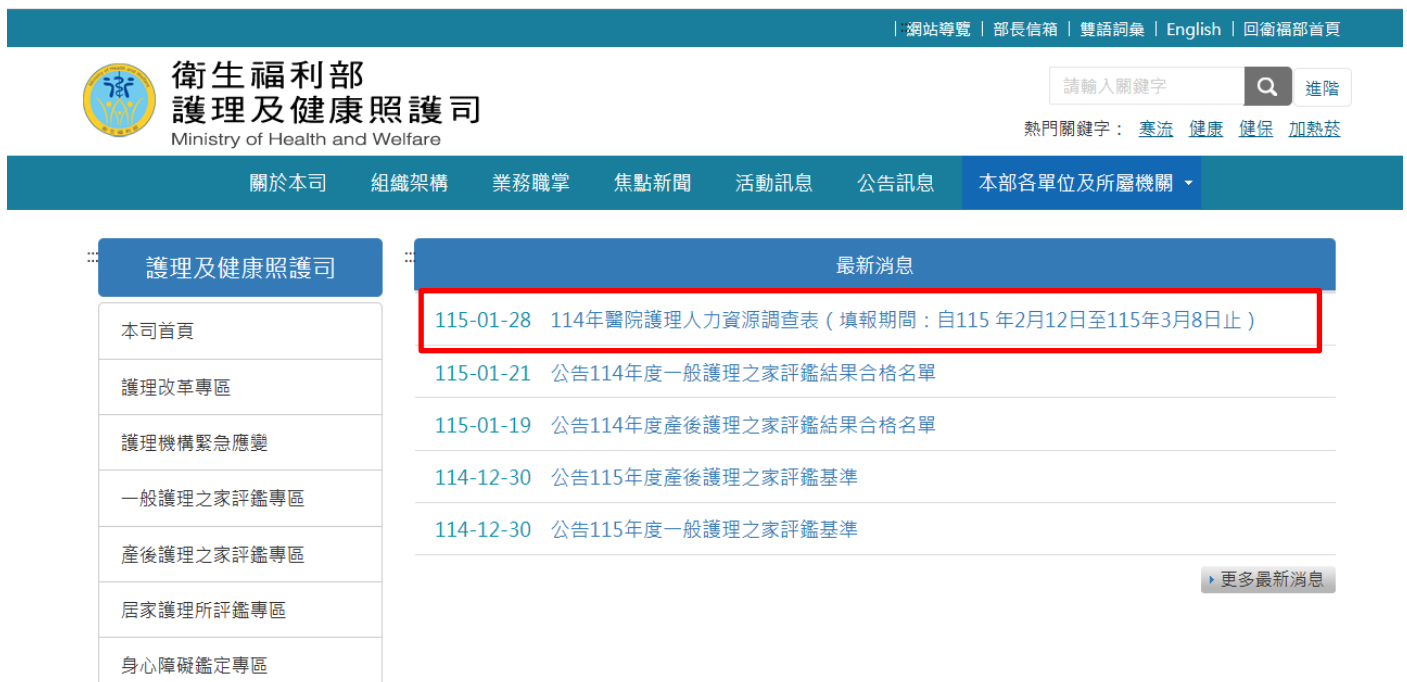 網站導覽 | 部長信箱 | 雙語詞彙 | English | 回衛福部首頁
衛生福利部
護理及健康照護司
Ministry of Health and Welfare
請輸入關鍵字
進階
熱門關鍵字： 寒流 健康 健保 加熱菸
關於本司 組織架構 業務職掌 焦點新聞 活動訊息 公告訊息 本部各單位及所屬機關
:::
護理及健康照護司
本司首頁
護理改革專區
護理機構緊急應變
一般護理之家評鑑專區
產後護理之家評鑑專區
居家護理所評鑑專區
身心障礙鑑定專區
:::
最新消息
115-01-28 114年醫院護理人力資源調查表（填報期間：自115 年2月12日至115年3月8日止）
115-01-21 公告114年度一般護理之家評鑑結果合格名單
115-01-19 公告114年度產後護理之家評鑑結果合格名單
114-12-30 公告115年度產後護理之家評鑑基準
114-12-30 公告115年度一般護理之家評鑑基準
更多最新消息